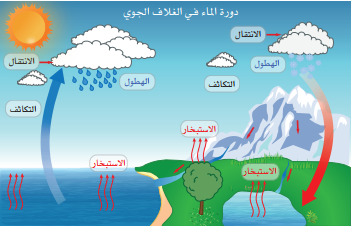 دورة الماء في الغلاف الجوي
الانتقال
الانتقال
الهطول
الهطول
التكاثف
التكاثف
الاستبخار
الاستبخار
الاستبخار